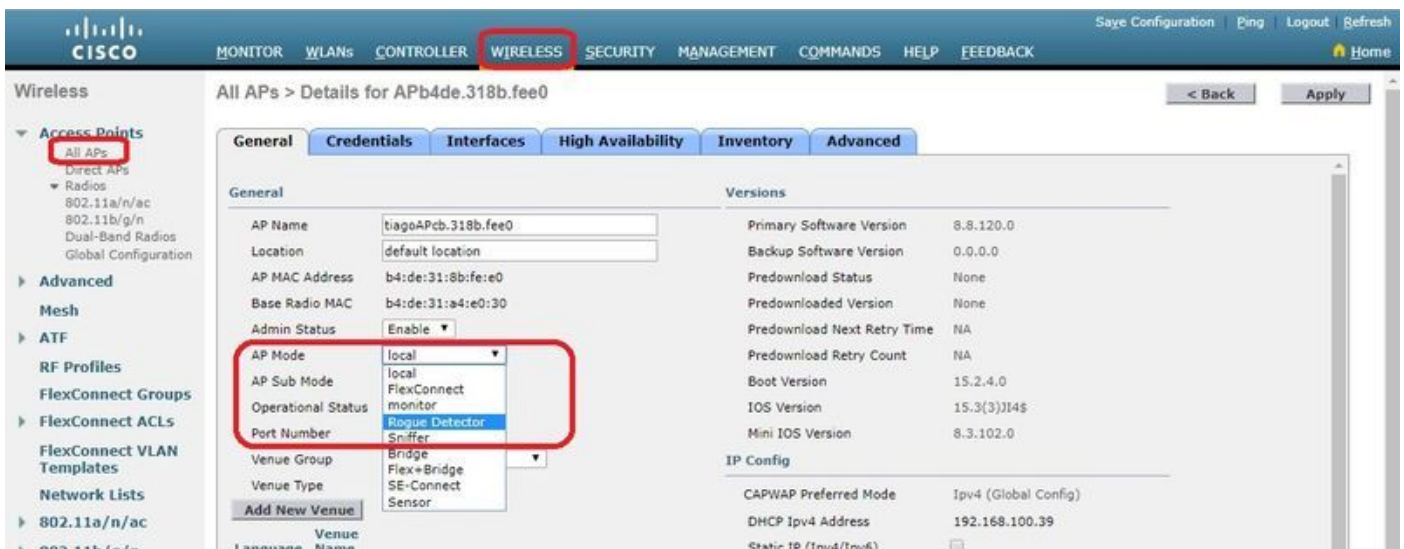 Save Configuration Ping Logout Refresh
CISCO MONITOR WLANs CONTROLLER WIRELESS SECURITY MANAGEMENT COMMANDS HELP FEEDBACK Home
Wireless
All APs > Details for APb4de.318b.fee0
< Back Apply
Access Points
All APs
Direct APs
Radios
802.11a/n/ac
802.11b/g/n
Dual-Band Radios
Global Configuration
Advanced
Mesh
ATF
RF Profiles
FlexConnect Groups
FlexConnect ACLs
FlexConnect VLAN
Templates
Network Lists
802.11a/n/ac
General Credentials Interfaces High Availability Inventory Advanced
General
AP Name tiagoAPcb.318b.fee0
Location default location
AP MAC Address b4:de:31:8b:fe:e0
Base Radio MAC b4:de:31:a4:e0:30
Admin Status Enable
AP Mode local
AP Sub Mode
Operational Status
Port Number
Venue Group
Venue Type
local
FlexConnect
monitor
Rogue Detector
Sniffer
Bridge
Flex+Bridge
SE-Connect
Sensor
Add New Venue
Venue
Language Name
Versions
Primary Software Version 8.8.120.0
Backup Software Version 0.0.0.0
Predownload Status None
Predownloaded Version None
Predownload Next Retry Time NA
Predownload Retry Count NA
Boot Version 15.2.4.0
IOS Version 15.3(3)JI4$
Mini IOS Version 8.3.102.0
IP Config
CAPWAP Preferred Mode Ipv4 (Global Config)
DHCP Ipv4 Address 192.168.100.39
Static IP (Ipv4/Ipv6)